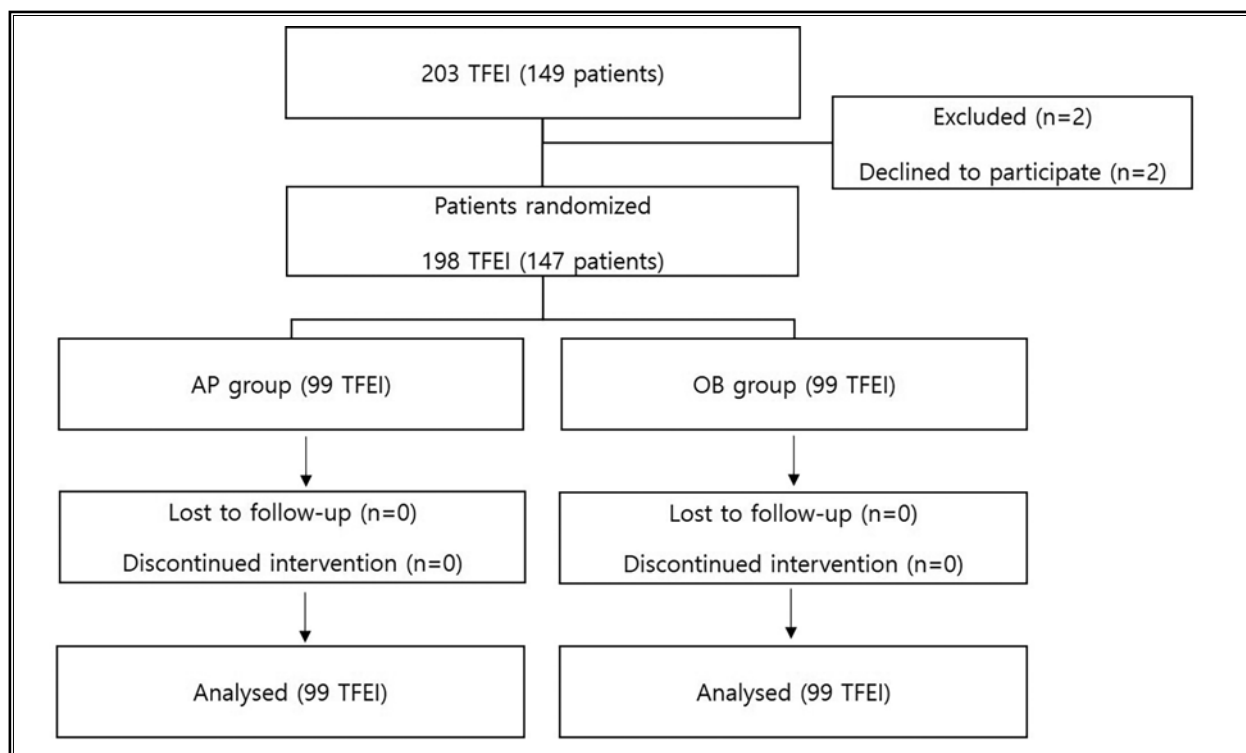 203 TFEI (149 patients)
Excluded (n=2)
Declined to participate (n=2)
Patients randomized
198 TFEI (147 patients)
AP group (99 TFEI)
OB group (99 TFEI)
Lost to follow-up (n=0)
Discontinued intervention (n=0)
Lost to follow-up (n=0)
Discontinued intervention (n=0)
Analysed (99 TFEI)
Analysed (99 TFEI)